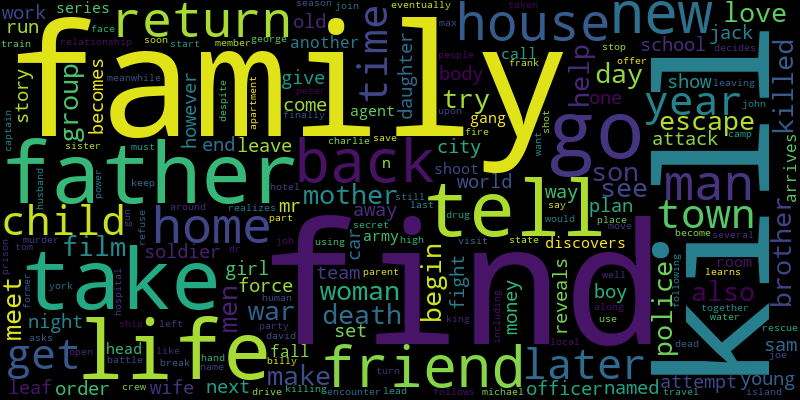 work series
run
return
old
another
season join
eventually
max
taken
house
new
love
face
train
relationship
soon start
member george
people
frank
stop
decides
jack
offer
leaving
school
story
group
becomes
family
time
daughter
give
come
call
help
day
show
however
despite
apartment
meanwhile
peter
finally
agent
try
body
gang
upon
fire
charlie save
one
john
camp
year
escape
attack
killed
arrives
captain
sister
must
power
keep
husband
end
leave
father
back
n
city
shoot
world
want
shot
go
son
see
man
town
kill
mother
hotel
around
realizes
mr
part
away
still
last
secret
drug
tell
way
say
would
plan
place
move
become
several
child
home
gun
refuse
dr
job
using
army
high
visit
state
discovers
brother
film
murder
tom
soldier
girl
force
men
team
parent
car
find
begin
fight
including
money
reveals
boy
well
along
use
local
police
following
room
learns
also
together
water
dead
rescue
meet
prison
former
york
take
hospital
human
war
woman
death
king
night
asks
ship
left
party
david
set
life
friend
later
sam
joe
get
open
head
battle
like
break
hand
name
fall
billy
make
turn
lead
leaf
order
crew
wife
next
drive
killing
encounter
follows
michael
officer
named
attempt
young
travel
island